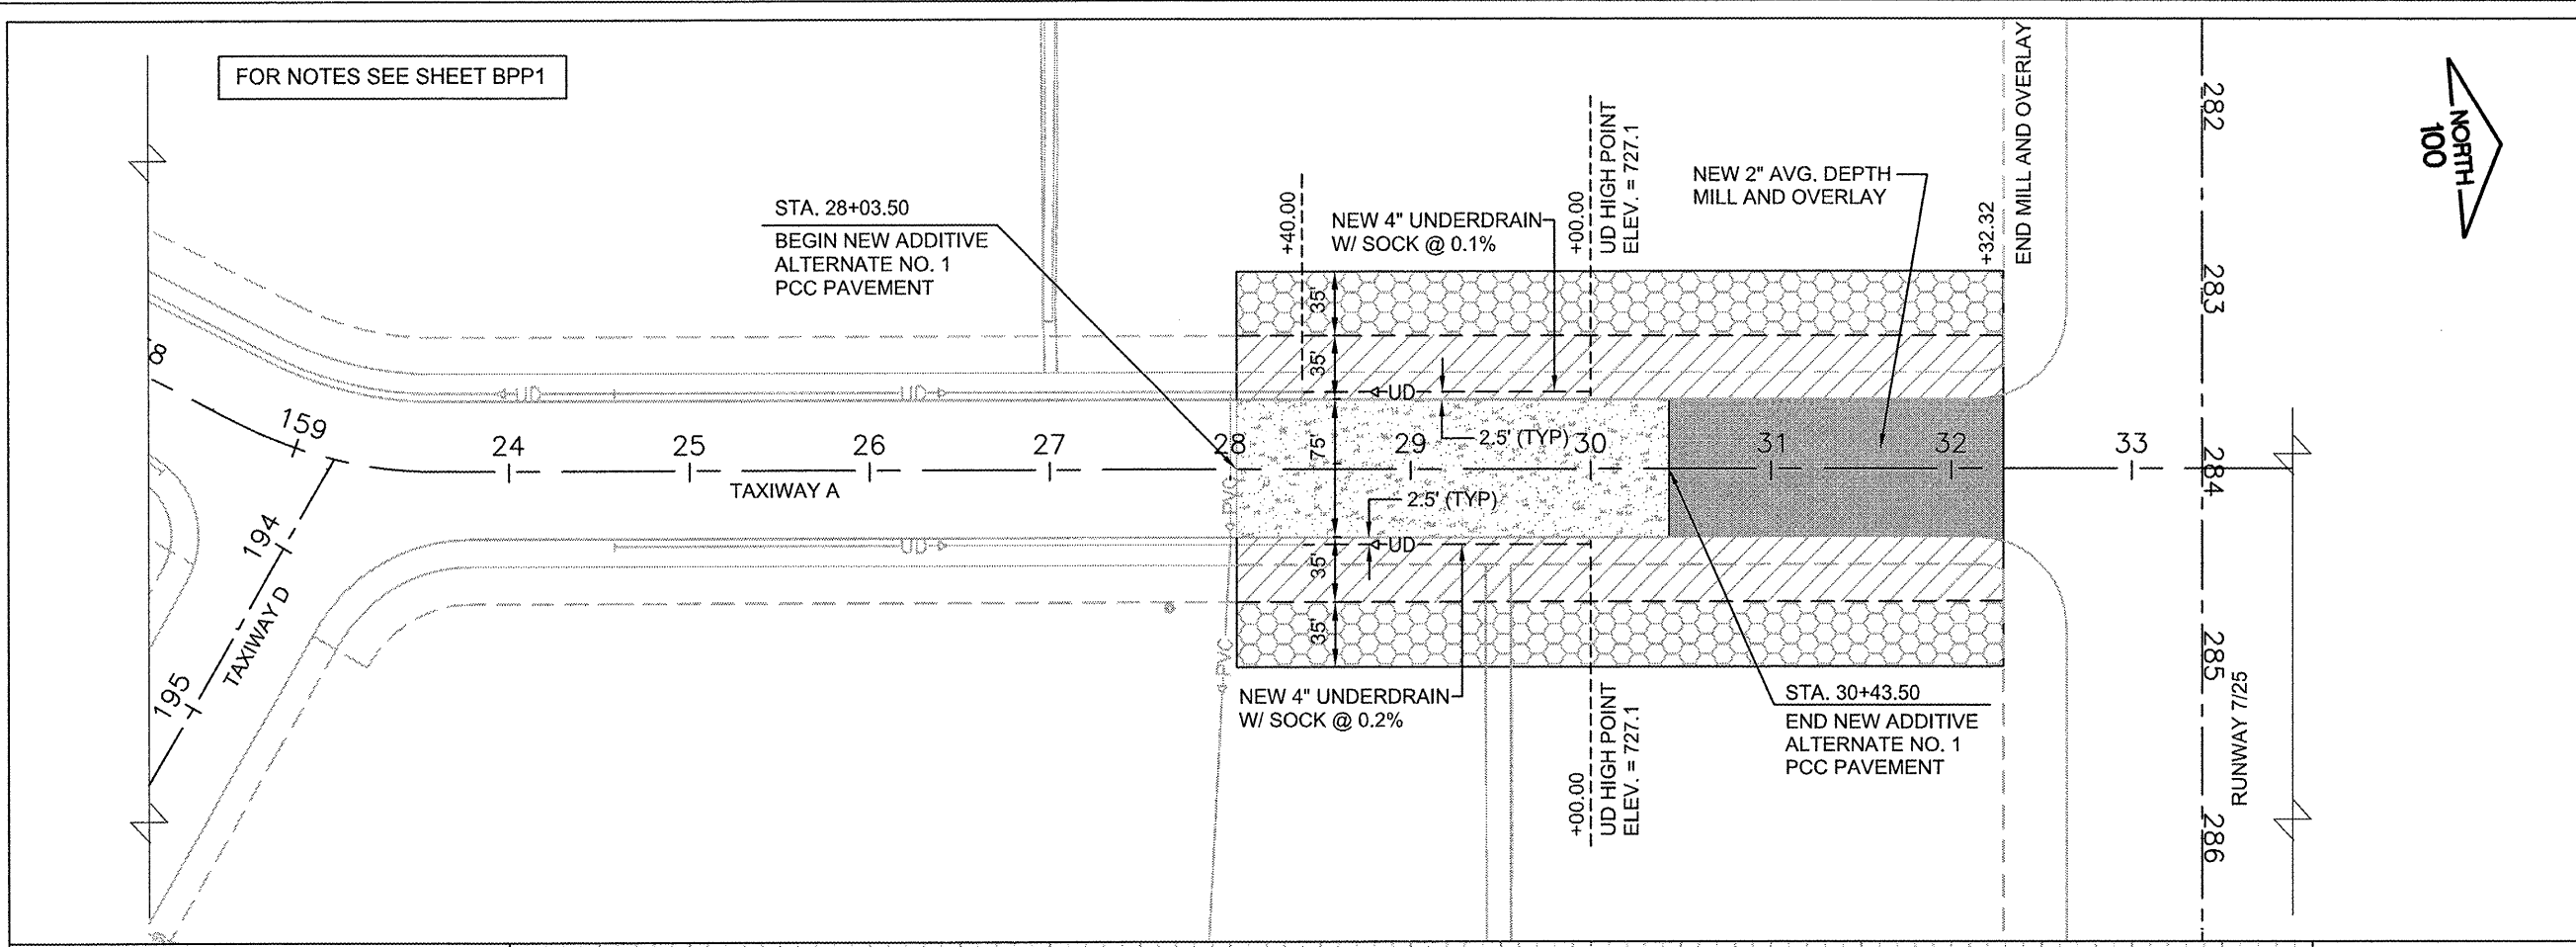 FOR NOTES SEE SHEET BPP1
STA. 28+03.50
BEGIN NEW ADDITIVE
ALTERNATE NO. 1
PCC PAVEMENT
+40.00
NEW 4" UNDERDRAIN
W/ SOCK @ 0.1%
+00.00
UD HIGH POINT
ELEV. = 727.1
NEW 2" AVG. DEPTH
MILL AND OVERLAY
+32.32
END MILL AND OVERLAY
282
283
284
285
286
RUNWAY 7/25
NORTH
100
35'
35'
75'
35'
35'
8
159
194
195
TAXIWAY D
UD
UD
UD
24
25
26
27
28
29
30
31
32
33
TAXIWAY A
2.5' (TYP)
2.5' (TYP)
UD
UD
PVC
PVC
NEW 4" UNDERDRAIN
W/ SOCK @ 0.2%
+00.00
UD HIGH POINT
ELEV. = 727.1
STA. 30+43.50
END NEW ADDITIVE
ALTERNATE NO. 1
PCC PAVEMENT